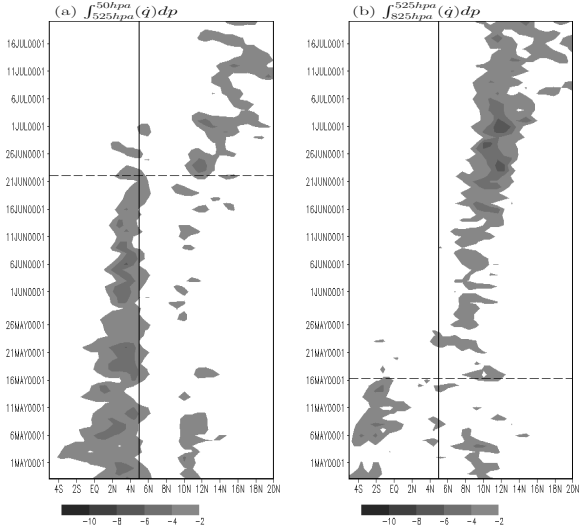 (a) ∫_{525hpa}^{50hpa}(q̇)dp
16JUL0001
11JUL0001
6JUL0001
1JUL0001
26JUN0001
21JUN0001
16JUN0001
11JUN0001
6JUN0001
1JUN0001
26MAY0001
21MAY0001
16MAY0001
11MAY0001
6MAY0001
1MAY0001
4S 2S EQ 2N 4N 6N 8N 10N 12N 14N 16N 18N 20N
-10 -8 -6 -4 -2
(b) ∫_{825hpa}^{525hpa}(q̇)dp
16JUL0001
11JUL0001
6JUL0001
1JUL0001
26JUN0001
21JUN0001
16JUN0001
11JUN0001
6JUN0001
1JUN0001
26MAY0001
21MAY0001
16MAY0001
11MAY0001
6MAY0001
1MAY0001
4S 2S EQ 2N 4N 6N 8N 10N 12N 14N 16N 18N 20N
-10 -8 -6 -4 -2